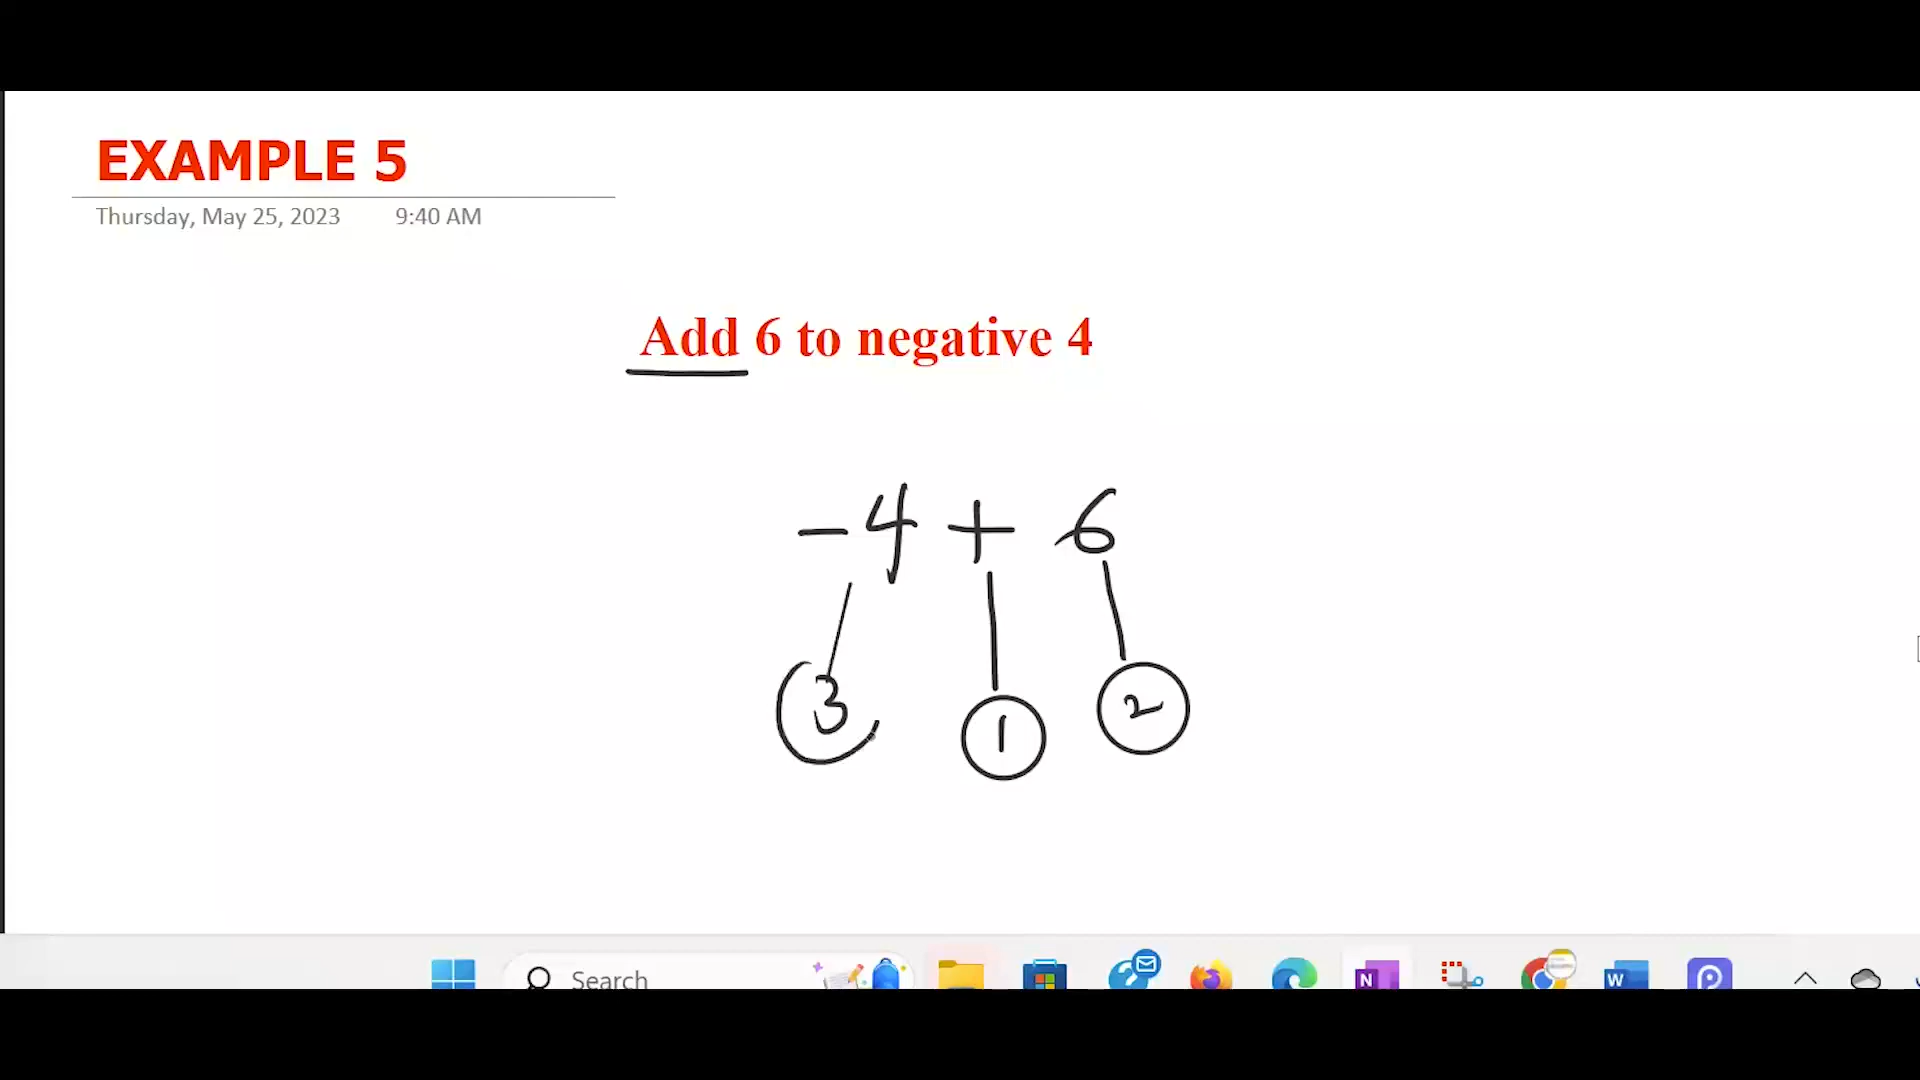 EXAMPLE 5
Thursday, May 25, 2023 9:40 AM
Add 6 to negative 4
-4 + 6
3 1 2
Search